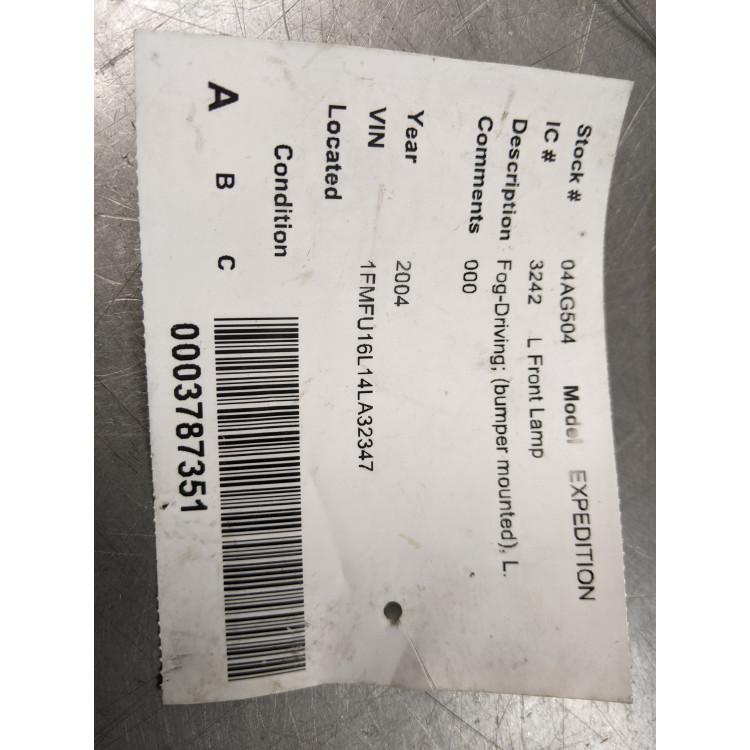 Stock # 04AG504 Model EXPEDITION
IC # 3242 L Front Lamp
Description Fog-Driving; (bumper mounted), L.
Comments 000
Year 2004
VIN 1FMFU16L14LA32347
Located
Condition
A B C
0003787351